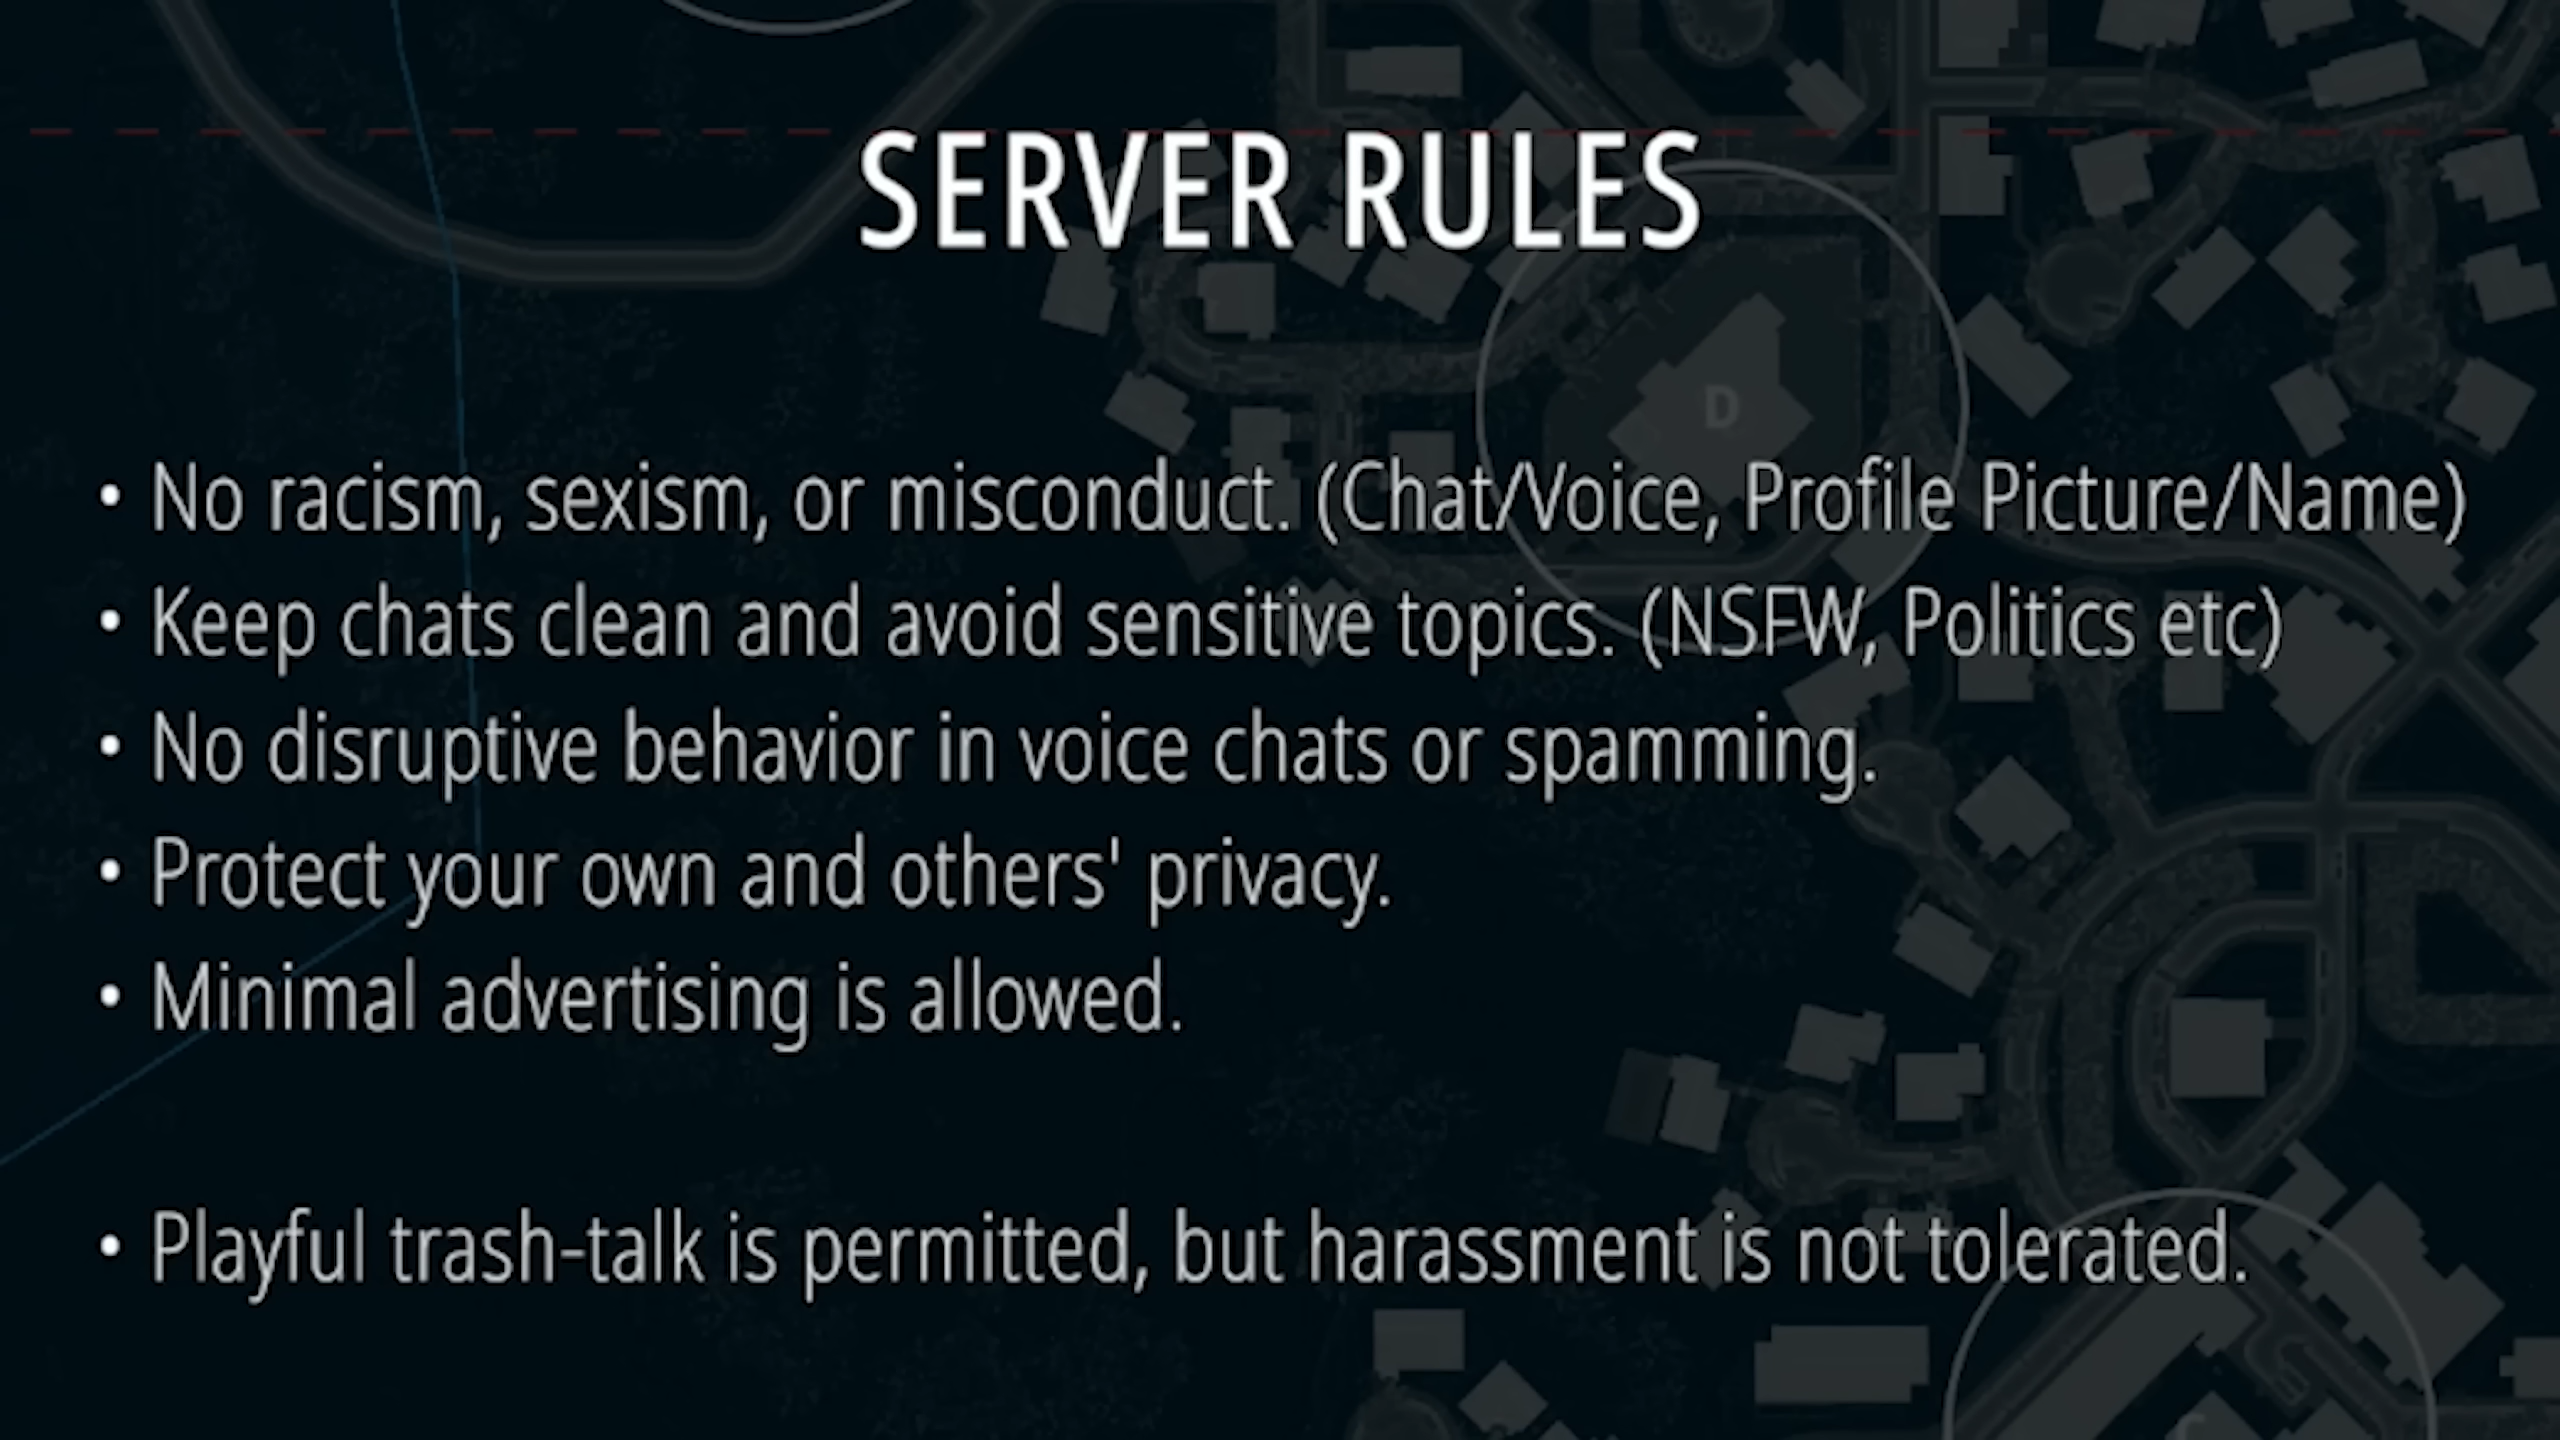 SERVER RULES
D
• No racism, sexism, or misconduct. (Chat/Voice, Profile Picture/Name)
• Keep chats clean and avoid sensitive topics. (NSFW, Politics etc)
• No disruptive behavior in voice chats or spamming.
• Protect your own and others' privacy.
• Minimal advertising is allowed.
• Playful trash-talk is permitted, but harassment is not tolerated.